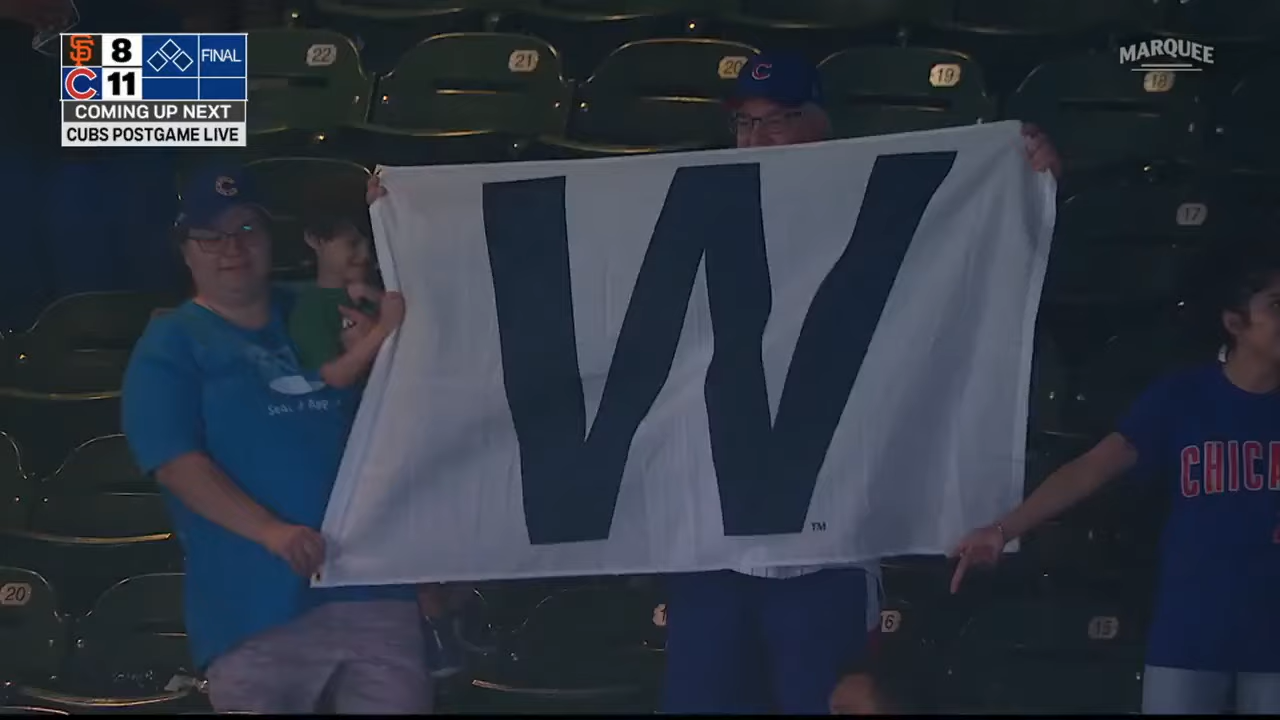 SF 8 FINAL
C 11
COMING UP NEXT
CUBS POSTGAME LIVE
MARQUEE
22
21
20
19
18
C
C
17
W
TM
CHICA
20
16
15